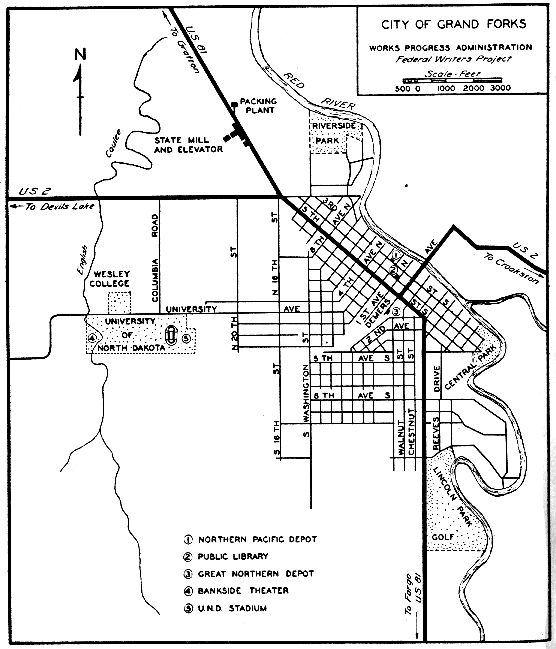 CITY OF GRAND FORKS
WORKS PROGRESS ADMINISTRATION
Federal Writers Project
Scale - Feet
500 0 1000 2000 3000
N
U S 81
To Grafton
RED RIVER
PACKING
PLANT
STATE MILL
AND ELEVATOR
RIVERSIDE
PARK
Coulee
English
US 2
To Devils Lake
COLUMBIA ROAD
WESLEY
COLLEGE
UNIVERSITY AVE
UNIVERSITY
OF
NORTH DAKOTA
4
5
ST
N 20 TH
ST
N 16 TH
ST
S 16 TH
ST
WASHINGTON
S
3RD
AVE N
5 TH
6 TH
AVE N
4 TH
1 ST AVE
N
DEMERS
AVE
2 ND
AVE
3
ST
S
5 TH AVE S
8 TH AVE S
WALNUT
ST
CHESTNUT
ST
REEVES
DRIVE
CENTRAL PARK
LINCOLN PARK
GOLF
US 2
To Crookston
To Fargo
US 81
1 NORTHERN PACIFIC DEPOT
2 PUBLIC LIBRARY
3 GREAT NORTHERN DEPOT
4 BANKSIDE THEATER
5 U.N.D. STADIUM